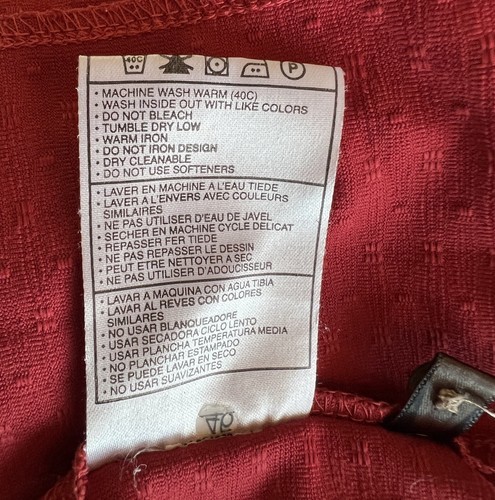 40C P
• MACHINE WASH WARM (40C)
• WASH INSIDE OUT WITH LIKE COLORS
• DO NOT BLEACH
• TUMBLE DRY LOW
• WARM IRON
• DO NOT IRON DESIGN
• DRY CLEANABLE
• DO NOT USE SOFTENERS
• LAVER EN MACHINE A L'EAU TIEDE
• LAVER A L'ENVERS AVEC COULEURS
SIMILAIRES
• NE PAS UTILISER D'EAU DE JAVEL
• SECHER EN MACHINE CYCLE DELICAT
• REPASSER FER TIEDE
• NE PAS REPASSER LE DESSIN
• PEUT ETRE NETTOYER A SEC
• NE PAS UTILISER D'ADOUCISSEUR
• LAVAR A MAQUINA CON AGUA TIBIA
• LAVAR AL REVES CON COLORES
SIMILARES
• NO USAR BLANQUEADORE
• USAR SECADORA CICLO LENTO
• USAR PLANCHA TEMPERATURA MEDIA
• NO PLANCHAR ESTAMPADO
• SE PUEDE LAVAR EN SECO
• NO USAR SUAVIZANTES